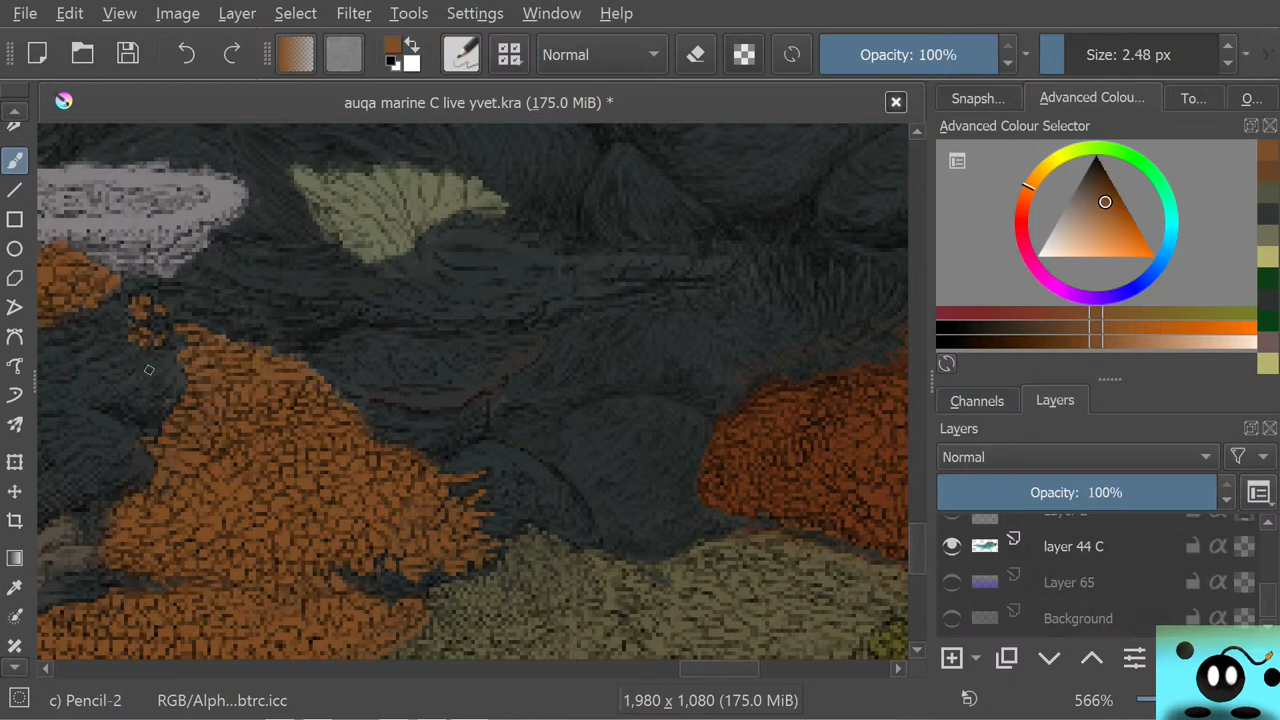 File Edit View Image Layer Select Filter Tools Settings Window Help
Normal Opacity: 100% Size: 2.48 px
auqa marine C live yvet.kra (175.0 MiB) *
Snapsh... Advanced Colou... To... O...
Advanced Colour Selector
Channels Layers
Layers
Normal
Opacity: 100%
layer 44 C
Layer 65
Background
c) Pencil-2 RGB/Alph...btrc.icc 1,980 x 1,080 (175.0 MiB) 566%